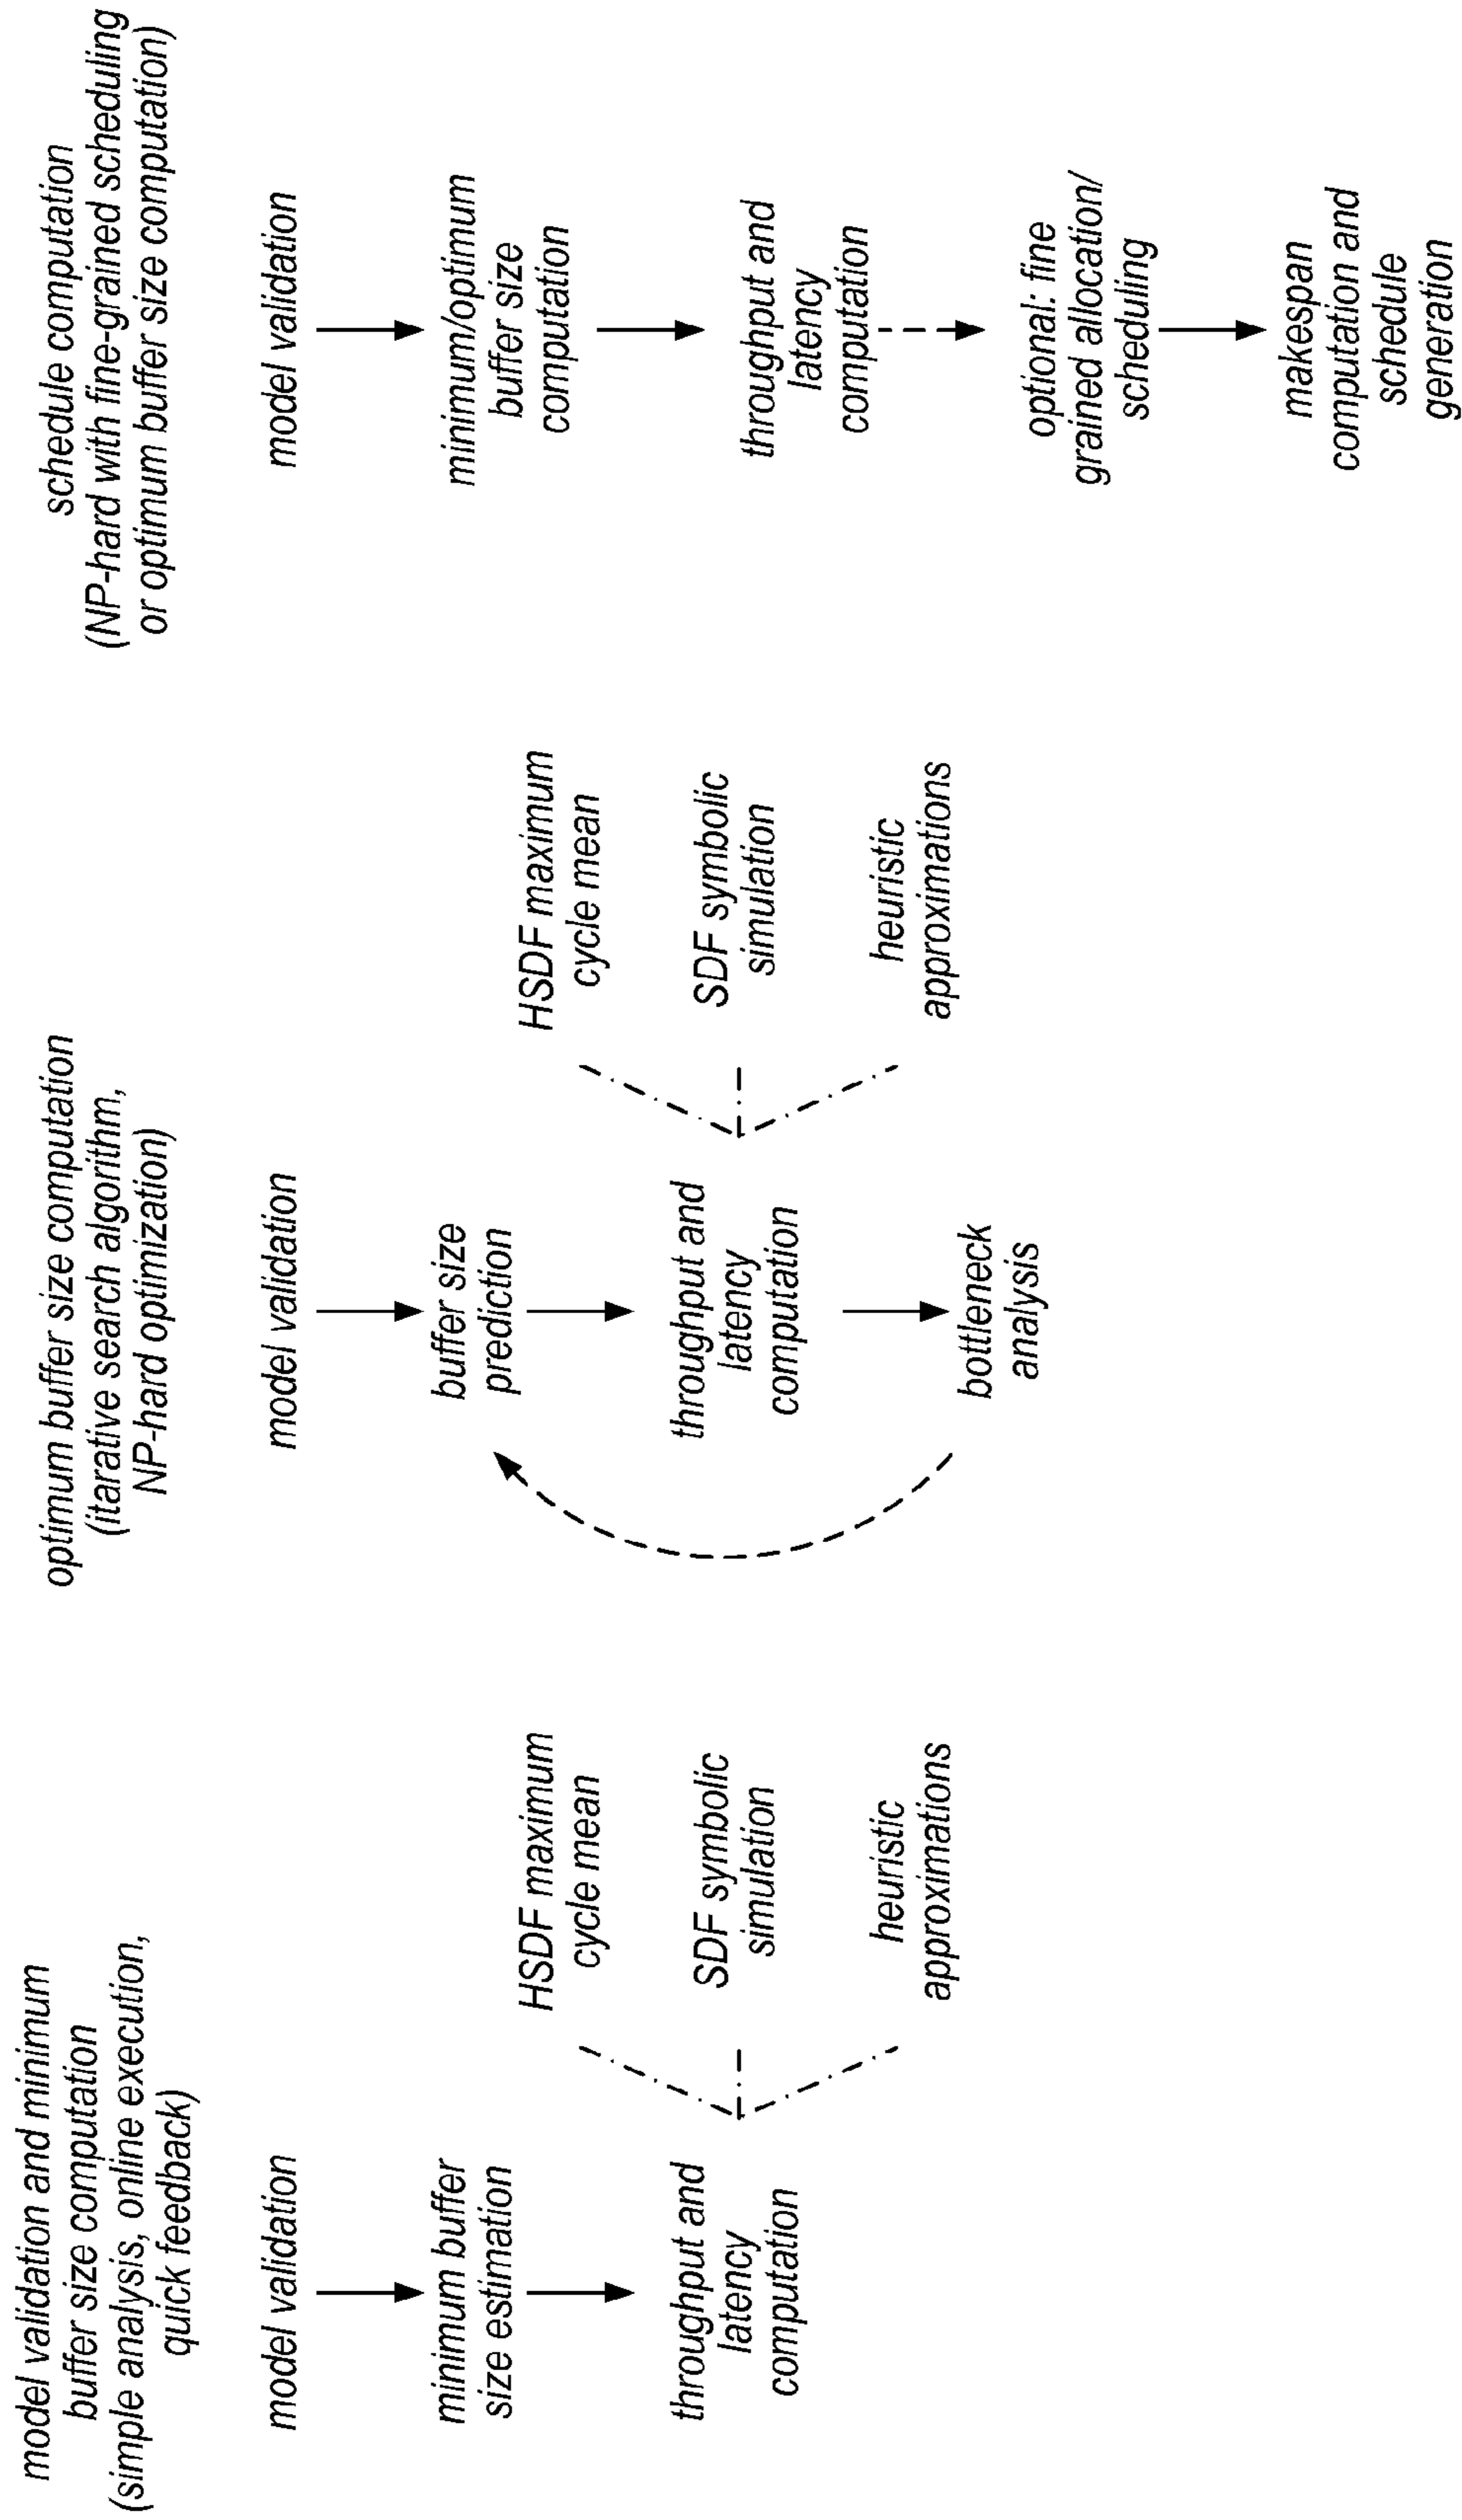 model validation and minimum
buffer size computation
(simple analysis, online execution,
quick feedback)
model validation
minimum buffer
size estimation
throughput and
latency
computation
HSDF maximum
cycle mean
SDF symbolic
simulation
heuristic
approximations
optimum buffer size computation
(itarative search algorithm,
NP-hard optimization)
model validation
buffer size
prediction
throughput and
latency
computation
bottleneck
analysis
HSDF maximum
cycle mean
SDF symbolic
simulation
heuristic
approximations
schedule computation
(NP-hard with fine-grained scheduling
or optimum buffer size computation)
model validation
minimum/optimum
buffer size
computation
throughput and
latency
computation
optional: fine
grained allocation/
scheduling
makespan
computation and
schedule
generation